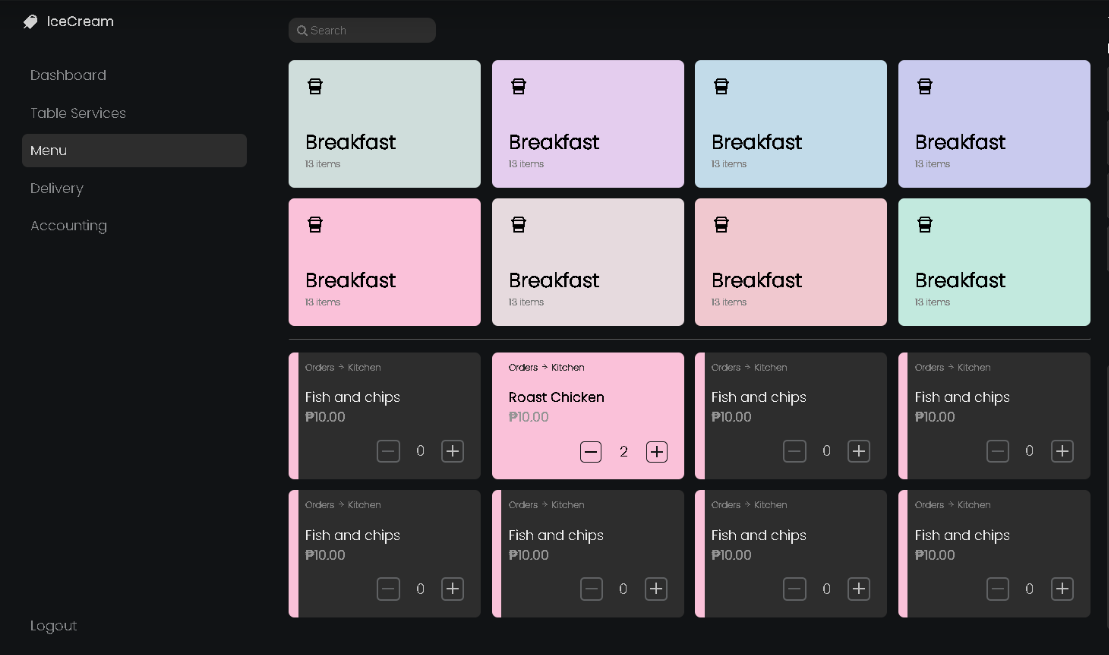 IceCream
Search
Dashboard
Table Services
Menu
Delivery
Accounting
Logout
Breakfast
13 items
Breakfast
13 items
Breakfast
13 items
Breakfast
13 items
Breakfast
13 items
Breakfast
13 items
Breakfast
13 items
Breakfast
13 items
Orders → Kitchen
Fish and chips
₱10.00
0
Orders → Kitchen
Roast Chicken
₱10.00
2
Orders → Kitchen
Fish and chips
₱10.00
0
Orders → Kitchen
Fish and chips
₱10.00
0
Orders → Kitchen
Fish and chips
₱10.00
0
Orders → Kitchen
Fish and chips
₱10.00
0
Orders → Kitchen
Fish and chips
₱10.00
0
Orders → Kitchen
Fish and chips
₱10.00
0